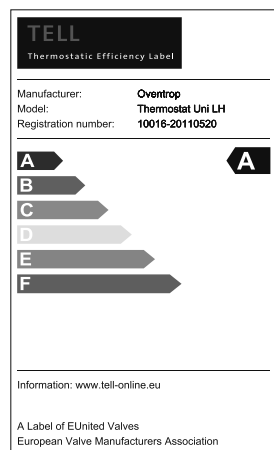 TELL
Thermostatic Efficiency Label
Manufacturer: Oventrop
Model: Thermostat Uni LH
Registration number: 10016-20110520
A A
B
C
D
E
F
Information: www.tell-online.eu
A Label of EUnited Valves
European Valve Manufacturers Association